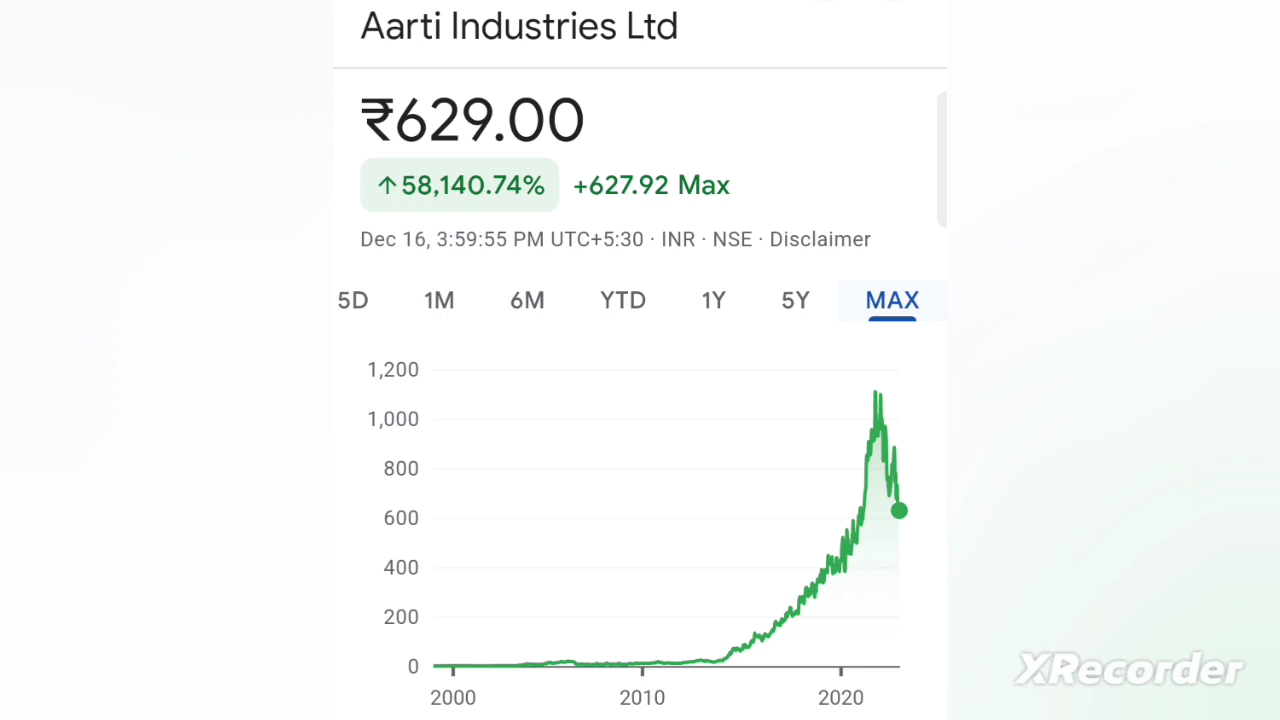 Aarti Industries Ltd
₹629.00
↑58,140.74% +627.92 Max
Dec 16, 3:59:55 PM UTC+5:30 · INR · NSE · Disclaimer
5D 1M 6M YTD 1Y 5Y MAX
1,200
1,000
800
600
400
200
0
2000 2010 2020
XRecorder